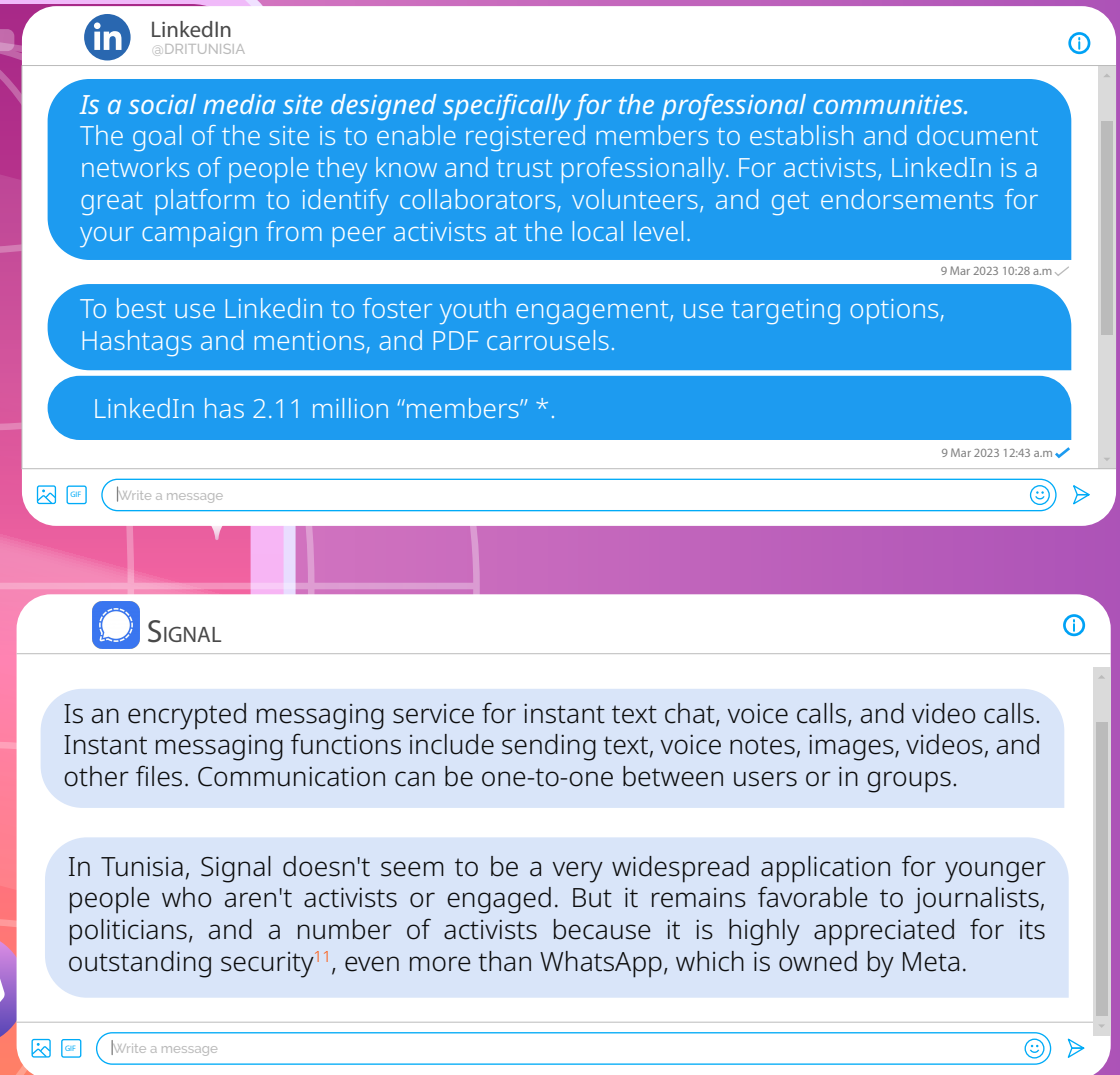 in LinkedIn
@DRITUNISIA
Is a social media site designed specifically for the professional communities.
The goal of the site is to enable registered members to establish and document
networks of people they know and trust professionally. For activists, LinkedIn is a
great platform to identify collaborators, volunteers, and get endorsements for
your campaign from peer activists at the local level.
9 Mar 2023 10:28 a.m
To best use Linkedin to foster youth engagement, use targeting options,
Hashtags and mentions, and PDF carrousels.
LinkedIn has 2.11 million “members” *.
9 Mar 2023 12:43 a.m
GIF Write a message
SIGNAL
Is an encrypted messaging service for instant text chat, voice calls, and video calls.
Instant messaging functions include sending text, voice notes, images, videos, and
other files. Communication can be one-to-one between users or in groups.
In Tunisia, Signal doesn't seem to be a very widespread application for younger
people who aren't activists or engaged. But it remains favorable to journalists,
politicians, and a number of activists because it is highly appreciated for its
outstanding security11, even more than WhatsApp, which is owned by Meta.
GIF Write a message